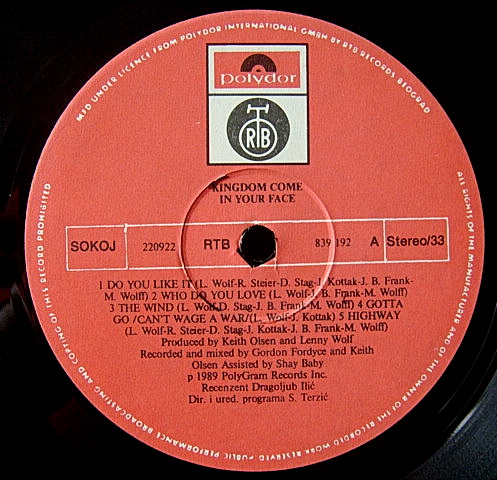 MFD UNDER LICENCE FROM POLYDOR INTERNATIONAL GMBH BY RTB RECORDS BEOGRAD
polydor
RTB
KINGDOM COME
IN YOUR FACE
SOKOJ 220922 RTB 839 192 A Stereo/33
1 DO YOU LIKE IT (L. Wolf-R. Steier-D. Stag-J. Kottak-J. B. Frank-
M. Wolff) 2 WHO DO YOU LOVE (L. Wolf-J. B. Frank-M. Wolff)
3 THE WIND (L. Wolf-D. Stag-J. B. Frank-M. Wolff) 4 GOTTA
GO /CAN'T WAGE A WAR/(L. Wolf-J. Kottak) 5 HIGHWAY
(L. Wolf-R. Steier-D. Stag-J. Kottak-J. B. Frank-M. Wolff)
Produced by Keith Olsen and Lenny Wolf
Recorded and mixed by Gordon Fordyce and Keith
Olsen Assisted by Shay Baby
p 1989 PolyGram Records Inc.
Recenzent Dragoljub Ilić
Dir. i ured. programa S. Terzić
ALL RIGHTS OF THE MANUFACTURER AND OF THE OWNER OF THE RECORDED WORK RESERVED PUBLIC PERFORMANCE BROADCASTING AND COPYING OF THIS RECORD PROHIBITED